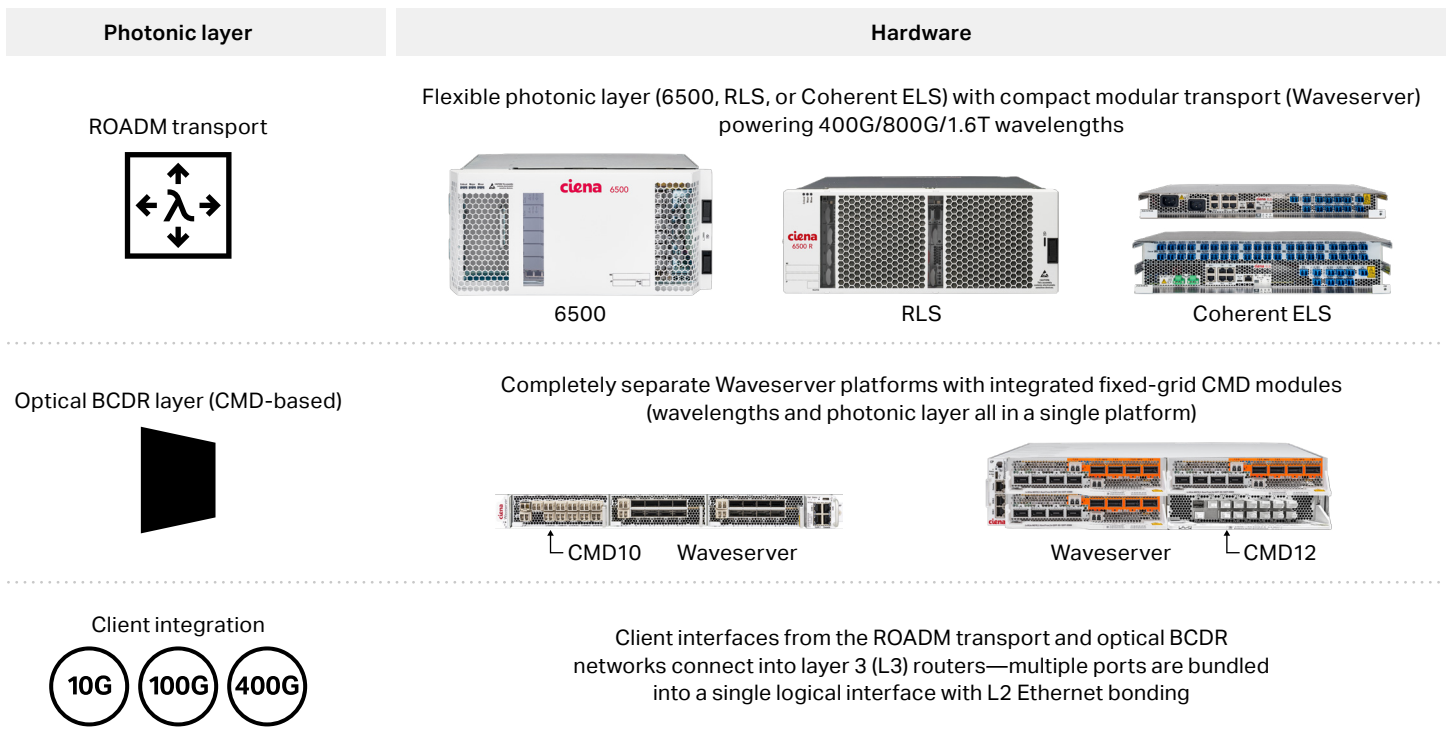 Photonic layer
Hardware
ROADM transport
λ
Flexible photonic layer (6500, RLS, or Coherent ELS) with compact modular transport (Waveserver)
powering 400G/800G/1.6T wavelengths
ciena 6500
ciena
6500 R
6500
RLS
Coherent ELS
Optical BCDR layer (CMD-based)
Completely separate Waveserver platforms with integrated fixed-grid CMD modules
(wavelengths and photonic layer all in a single platform)
ciena
ciena
CMD10
Waveserver
Waveserver
CMD12
Client integration
10G
100G
400G
Client interfaces from the ROADM transport and optical BCDR
networks connect into layer 3 (L3) routers—multiple ports are bundled
into a single logical interface with L2 Ethernet bonding